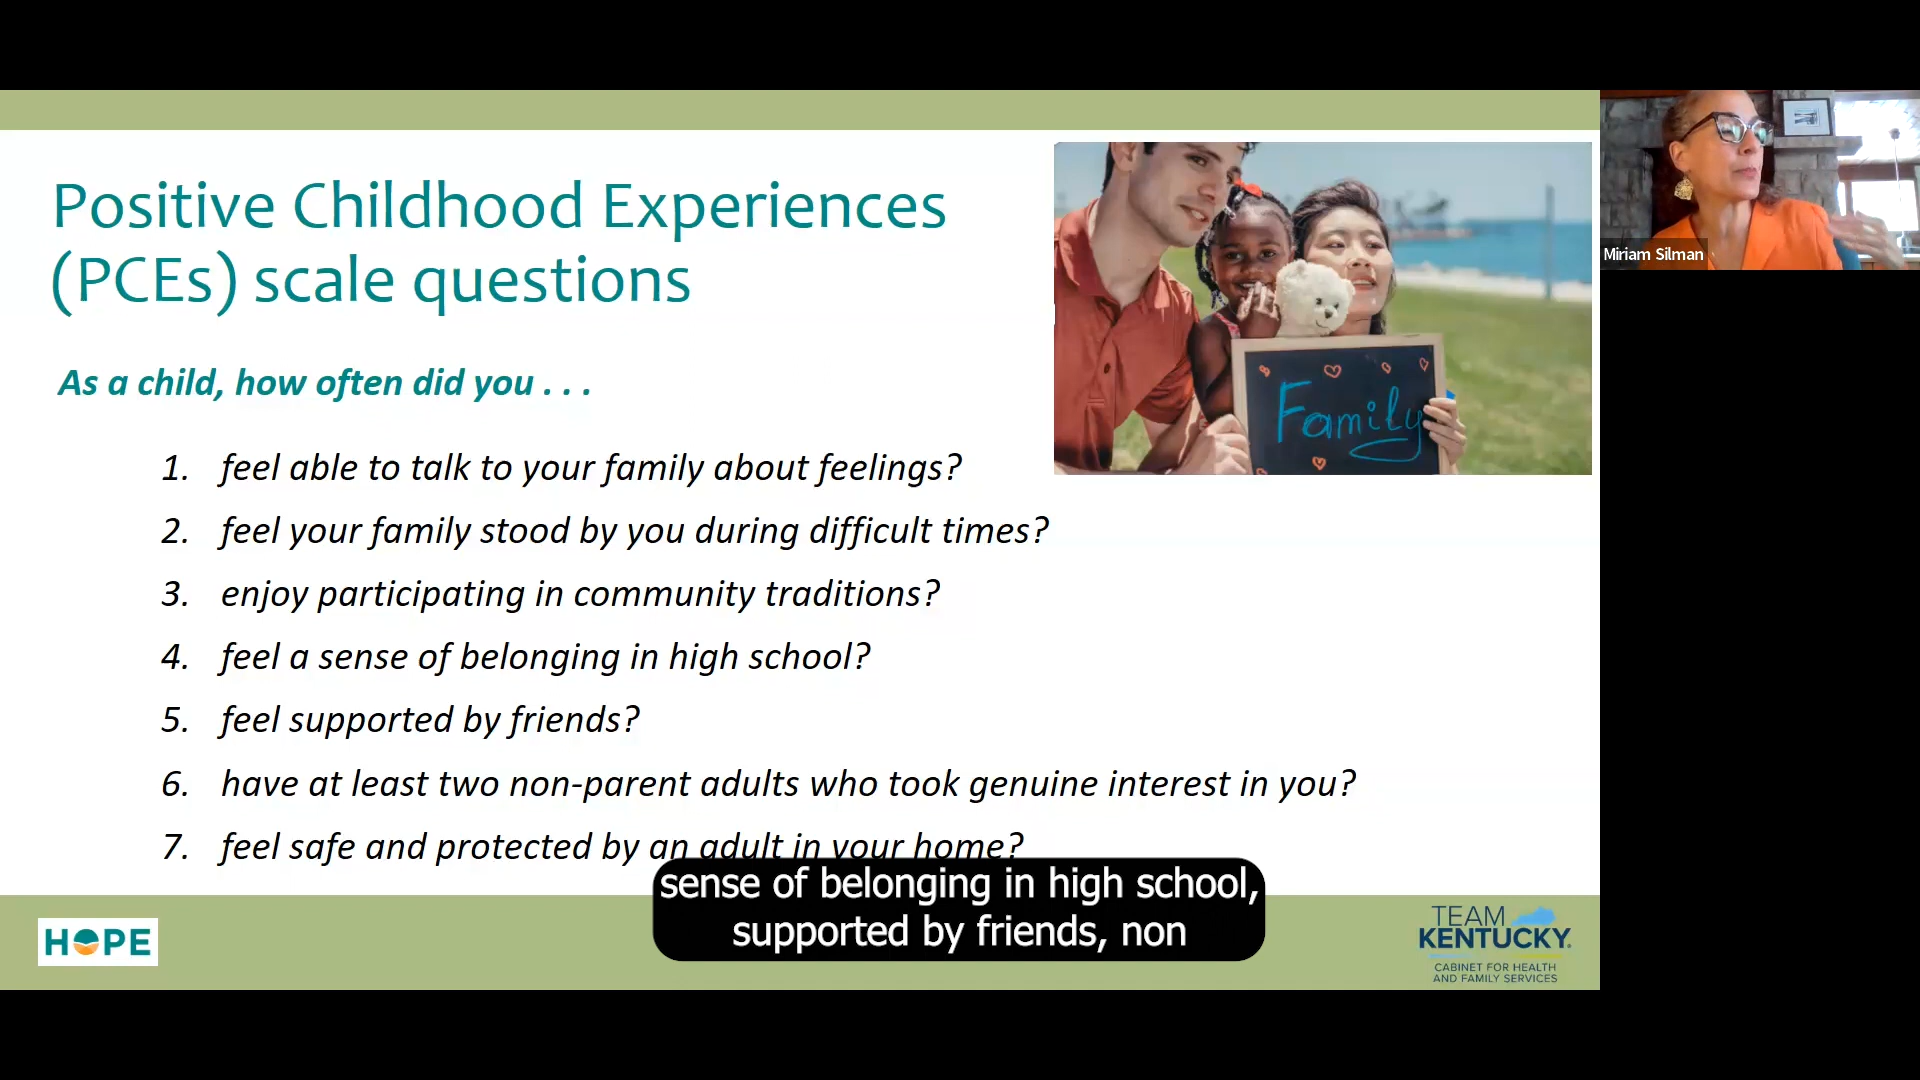 Positive Childhood Experiences
(PCEs) scale questions
As a child, how often did you . . .
1. feel able to talk to your family about feelings?
2. feel your family stood by you during difficult times?
3. enjoy participating in community traditions?
4. feel a sense of belonging in high school?
5. feel supported by friends?
6. have at least two non-parent adults who took genuine interest in you?
7. feel safe and protected by an adult in your home?
Family
Miriam Silman
sense of belonging in high school,
supported by friends, non
HOPE
TEAM
KENTUCKY.
CABINET FOR HEALTH
AND FAMILY SERVICES